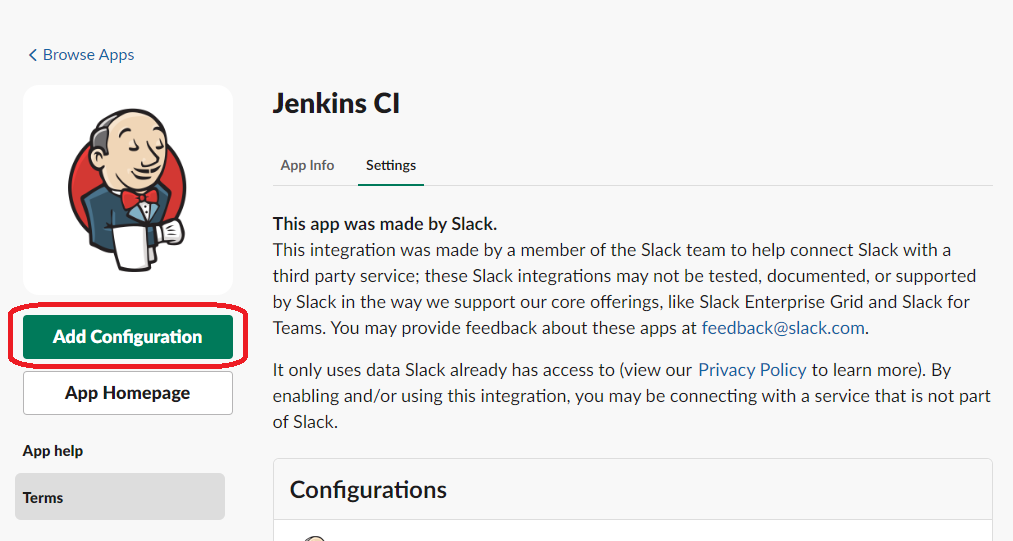 Browse Apps
Jenkins CI
App Info
Settings
This app was made by Slack.
This integration was made by a member of the Slack team to help connect Slack with a
third party service; these Slack integrations may not be tested, documented, or supported
by Slack in the way we support our core offerings, like Slack Enterprise Grid and Slack for
Teams. You may provide feedback about these apps at feedback@slack.com.
Add Configuration
App Homepage
It only uses data Slack already has access to (view our Privacy Policy to learn more). By
enabling and/or using this integration, you may be connecting with a service that is not part
of Slack.
App help
Terms
Configurations